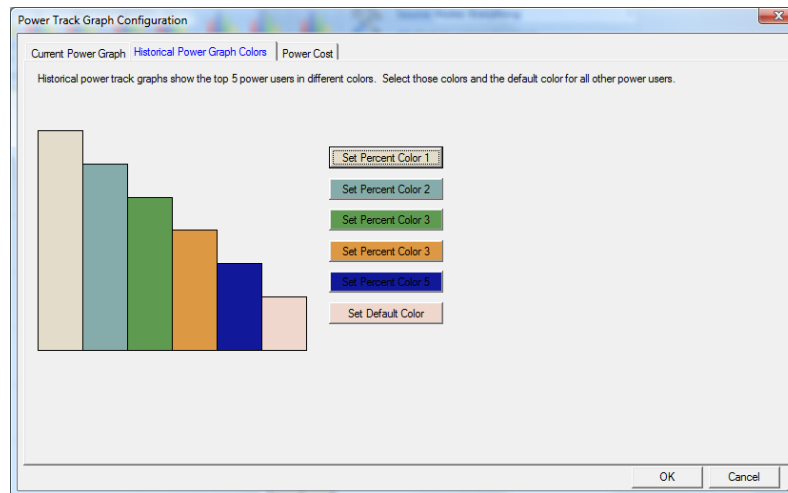 Power Track Graph Configuration
Current Power Graph Historical Power Graph Colors Power Cost
Historical power track graphs show the top 5 power users in different colors. Select those colors and the default color for all other power users.
Set Percent Color 1
Set Percent Color 2
Set Percent Color 3
Set Percent Color 3
Set Percent Color 5
Set Default Color
OK Cancel